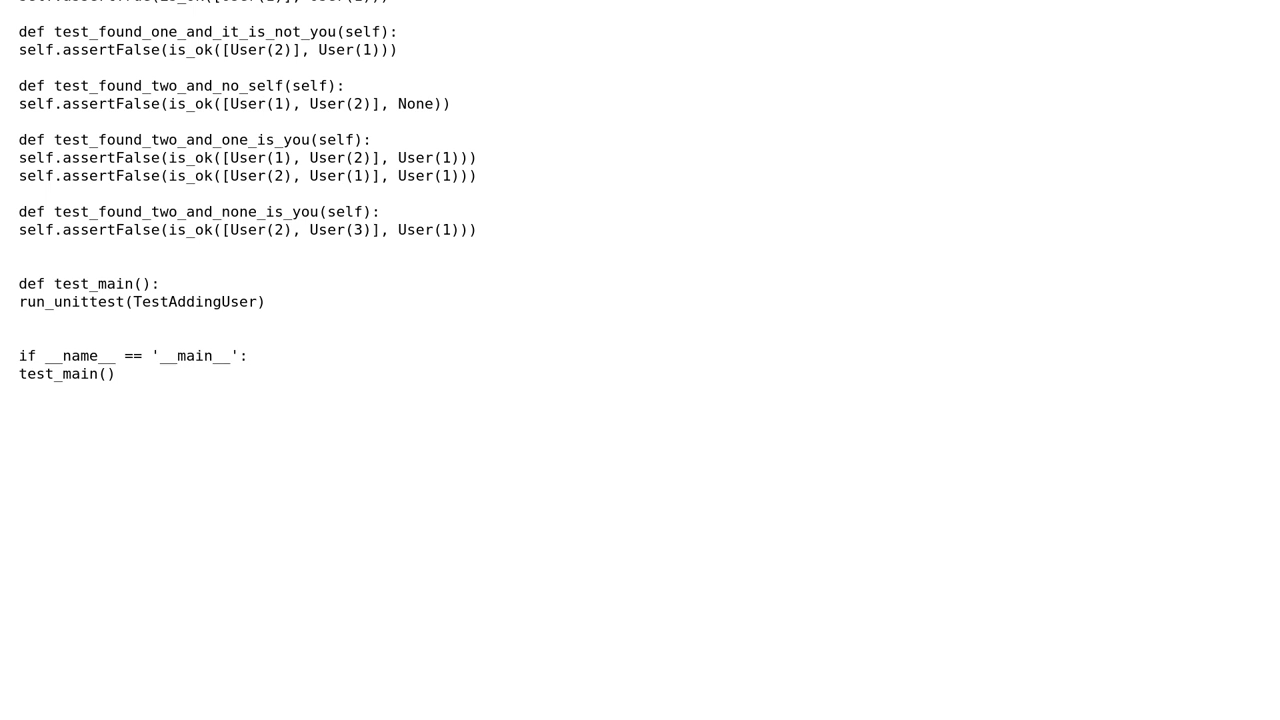 def test_found_one_and_it_is_not_you(self):
self.assertFalse(is_ok([User(2)], User(1)))
def test_found_two_and_no_self(self):
self.assertFalse(is_ok([User(1), User(2)], None))
def test_found_two_and_one_is_you(self):
self.assertFalse(is_ok([User(1), User(2)], User(1)))
self.assertFalse(is_ok([User(2), User(1)], User(1)))
def test_found_two_and_none_is_you(self):
self.assertFalse(is_ok([User(2), User(3)], User(1)))
def test_main():
run_unittest(TestAddingUser)
if __name__ == '__main__':
test_main()